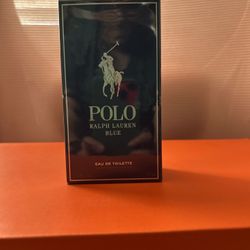 POLO
RALPH LAUREN
BLUE
EAU DE TOILETTE